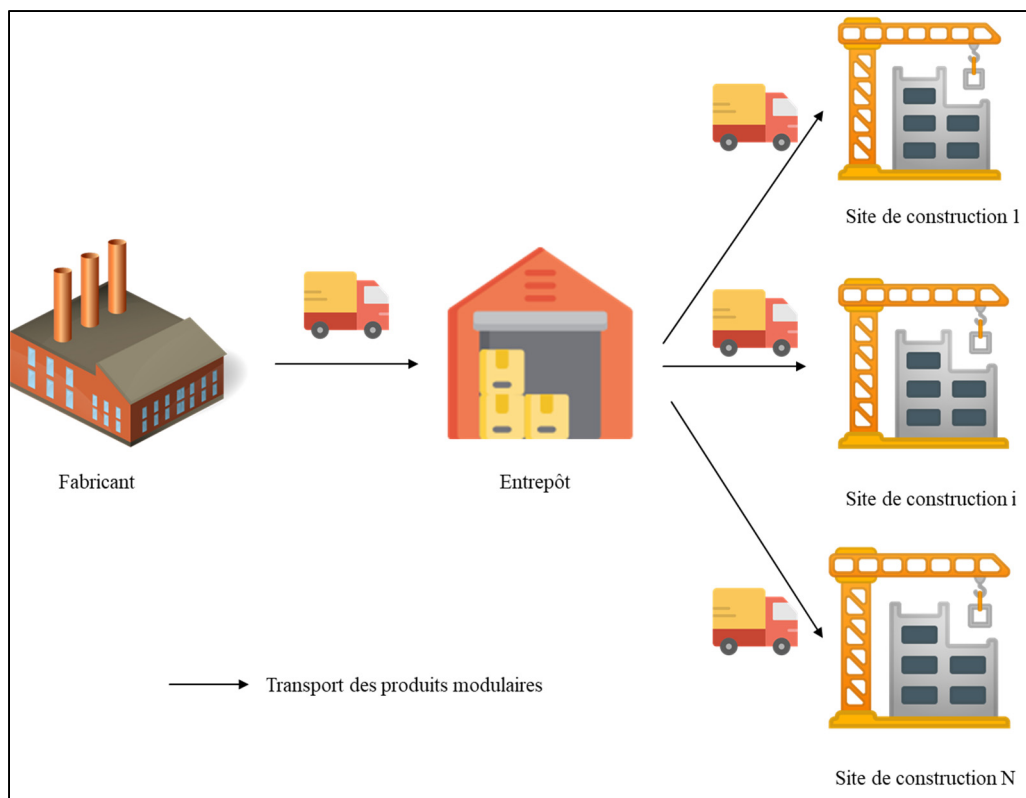 Site de construction 1
Fabricant
Entrepôt
Site de construction i
Transport des produits modulaires
Site de construction N